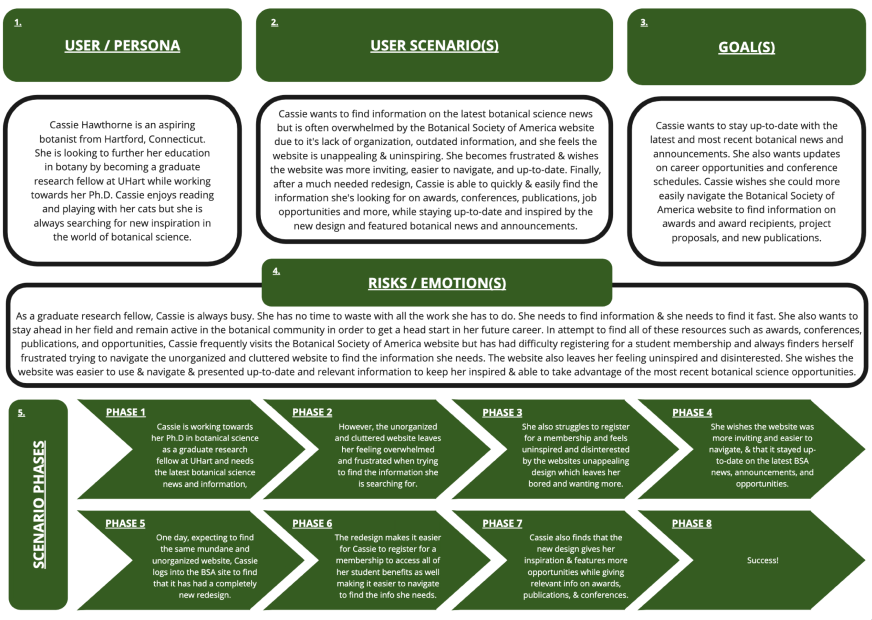 1.
USER / PERSONA
Cassie Hawthorne is an aspiring
botanist from Hartford, Connecticut.
She is looking to further her education
in botany by becoming a graduate
research fellow at UHart while working
towards her Ph.D. Cassie enjoys reading
and playing with her cats but she is
always searching for new inspiration in
the world of botanical science.
2.
USER SCENARIO(S)
Cassie wants to find information on the latest botanical science news
but is often overwhelmed by the Botanical Society of America website
due to it's lack of organization, outdated information, and she feels the
website is unappealing & uninspiring. She becomes frustrated & wishes
the website was more inviting, easier to navigate, and up-to-date. Finally,
after a much needed redesign, Cassie is able to quickly & easily find the
information she's looking for on awards, conferences, publications, job
opportunities and more, while staying up-to-date and inspired by the
new design and featured botanical news and announcements.
3.
GOAL(S)
Cassie wants to stay up-to-date with the
latest and most recent botanical news and
announcements. She also wants updates
on career opportunities and conference
schedules. Cassie wishes she could more
easily navigate the Botanical Society of
America website to find information on
awards and award recipients, project
proposals, and new publications.
4.
RISKS / EMOTION(S)
As a graduate research fellow, Cassie is always busy. She has no time to waste with all the work she has to do. She needs to find information & she needs to find it fast. She also wants to
stay ahead in her field and remain active in the botanical community in order to get a head start in her future career. In attempt to find all of these resources such as awards, conferences,
publications, and opportunities, Cassie frequently visits the Botanical Society of America website but has had difficulty registering for a student membership and always finders herself
frustrated trying to navigate the unorganized and cluttered website to find the information she needs. The website also leaves her feeling uninspired and disinterested. She wishes the
website was easier to use & navigate & presented up-to-date and relevant information to keep her inspired & able to take advantage of the most recent botanical science opportunities.
5.
SCENARIO PHASES
PHASE 1
Cassie is working towards
her Ph.D in botanical science
as a graduate research
fellow at UHart and needs
the latest botanical science
news and information,
PHASE 2
However, the unorganized
and cluttered website leaves
her feeling overwhelmed
and frustrated when trying
to find the information she
is searching for.
PHASE 3
She also struggles to register
for a membership and feels
uninspired and disinterested
by the websites unappealing
design which leaves her
bored and wanting more.
PHASE 4
She wishes the website was
more inviting and easier to
navigate, & that it stayed up-
to-date on the latest BSA
news, announcements, and
opportunities.
PHASE 5
One day, expecting to find
the same mundane and
unorganized website, Cassie
logs into the BSA site to find
that it has had a completely
new redesign.
PHASE 6
The redesign makes it easier
for Cassie to register for a
membership to access all of
her student benefits as well
making it easier to navigate
to find the info she needs.
PHASE 7
Cassie also finds that the
new design gives her
inspiration & features more
opportunities while giving
relevant info on awards,
publications, & conferences.
PHASE 8
Success!